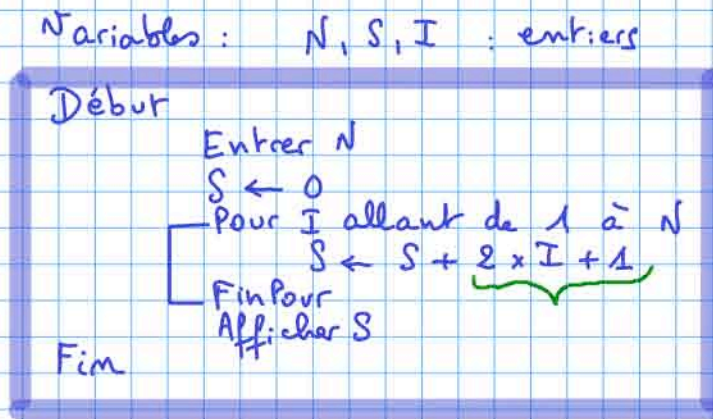 Variables : N, S, I : entiers
Début
Entrer N
S ← 0
Pour I allant de 1 à N
S ← S + 2 x I + 1
FinPour
Afficher S
Fin